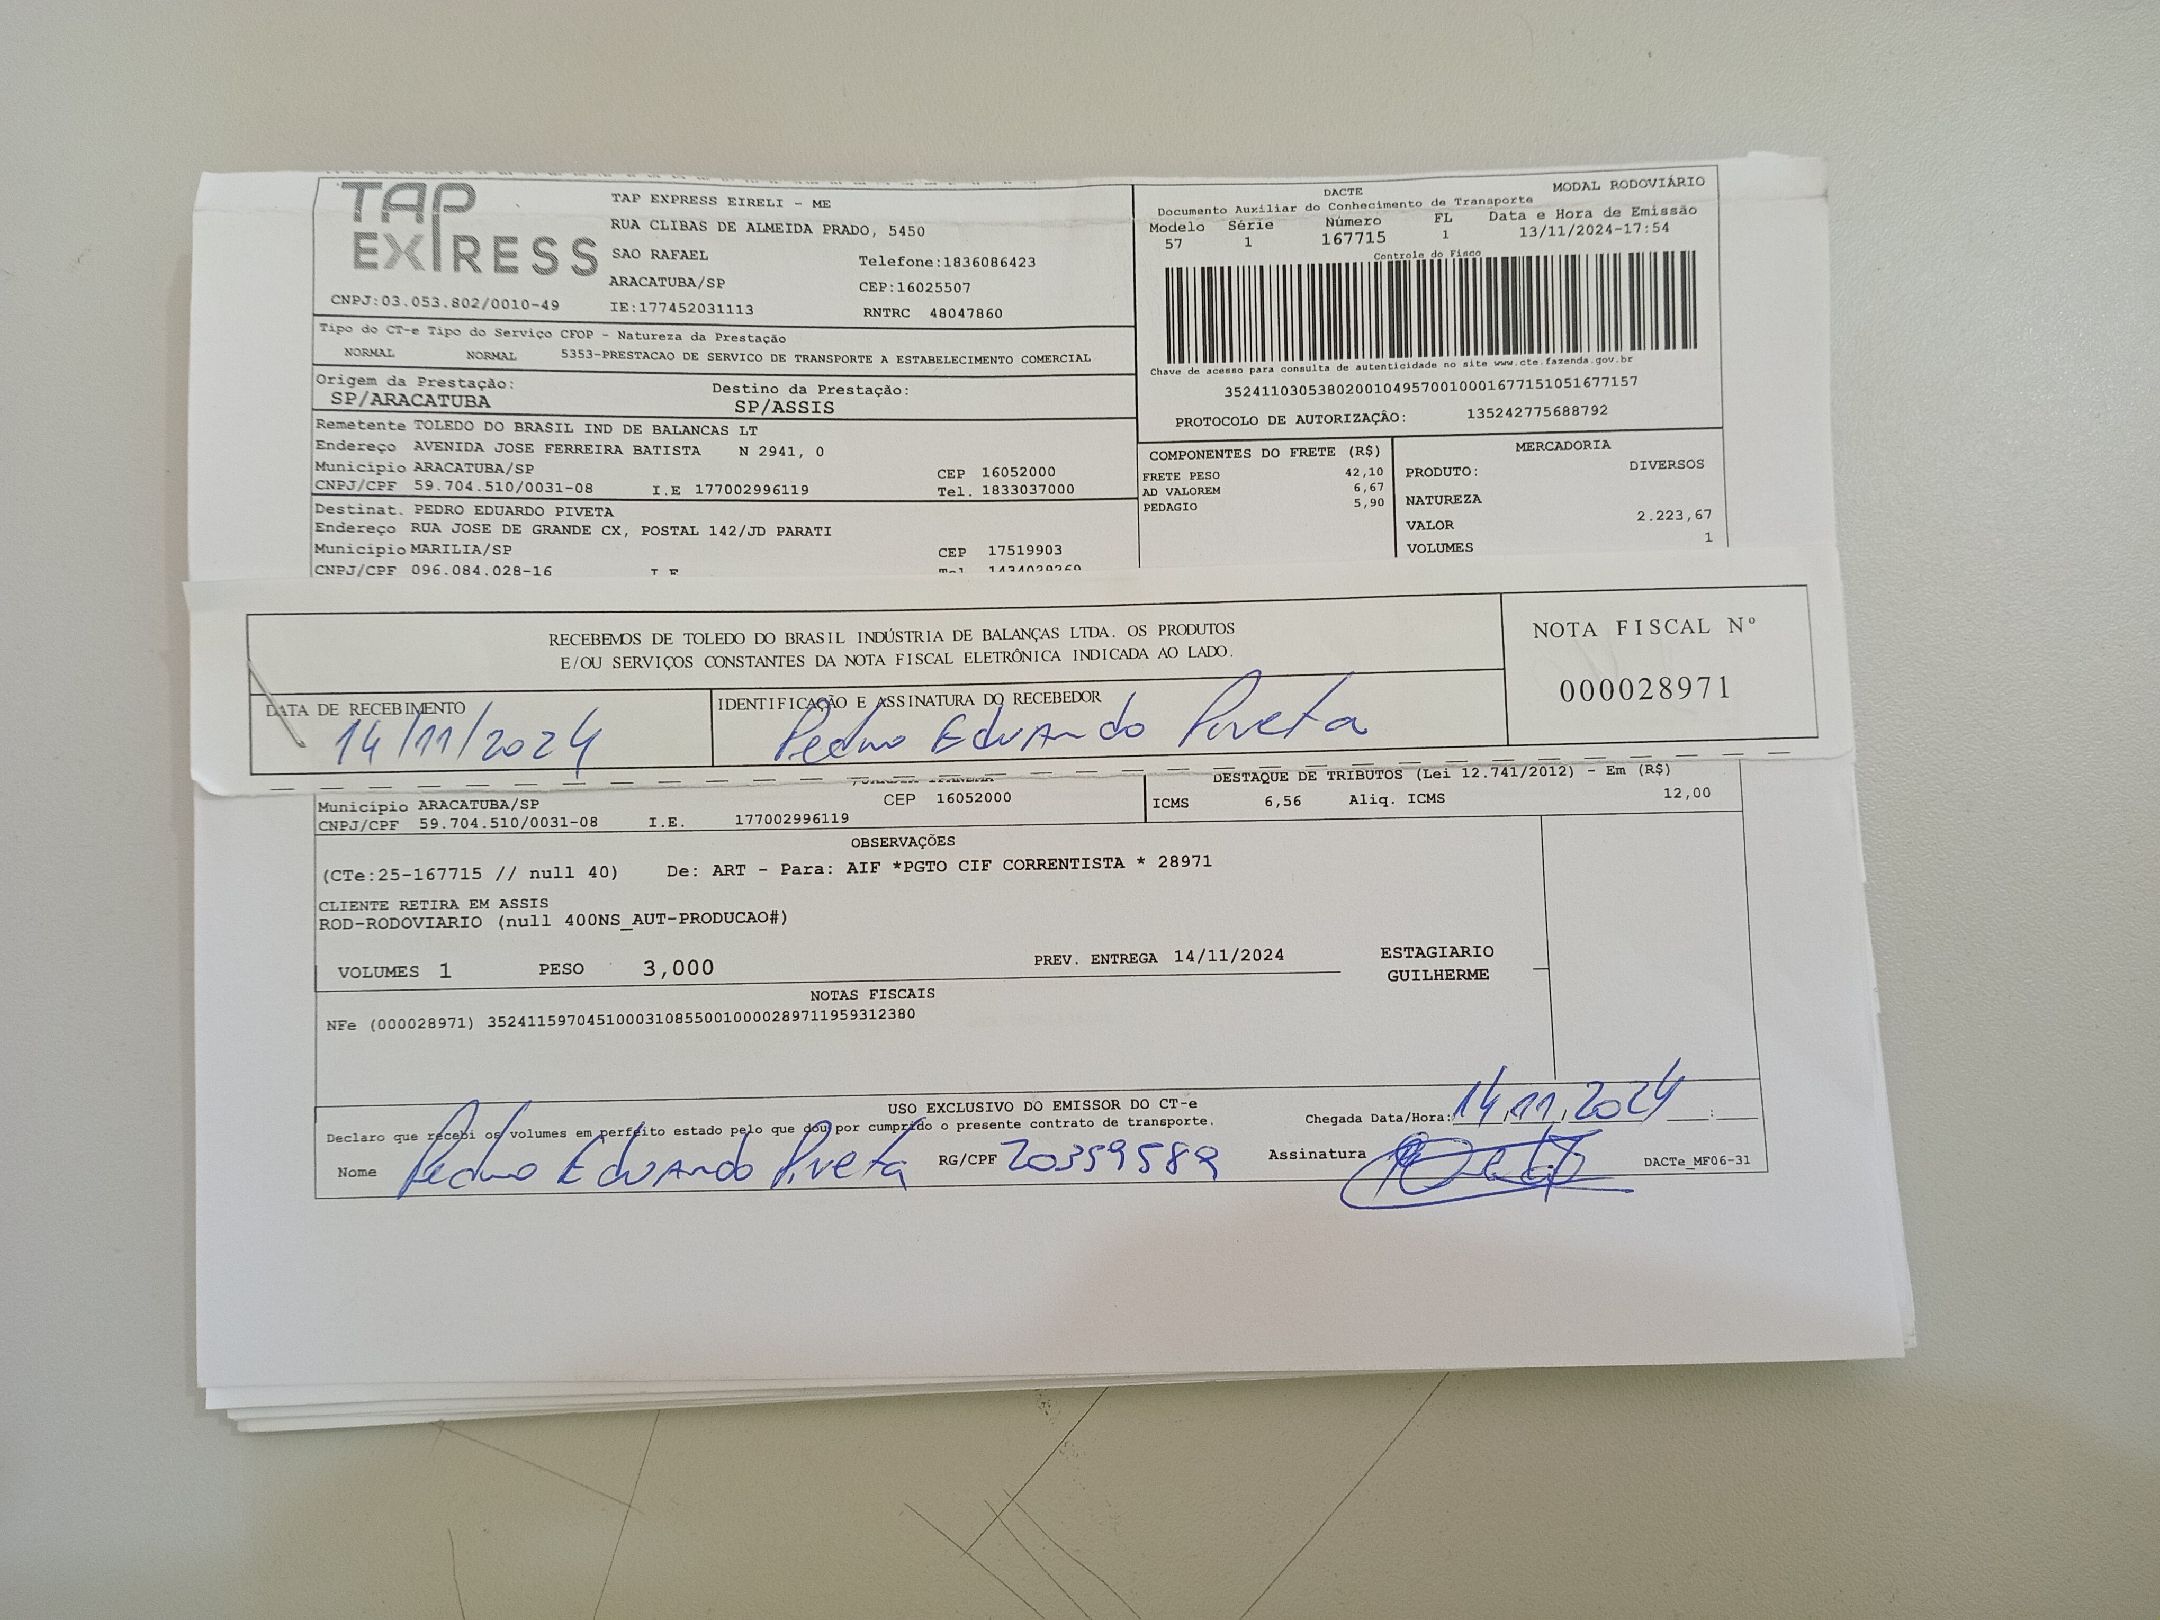 TAP EXPRESS
TAP EXPRESS EIRELI - ME
RUA CLIBAS DE ALMEIDA PRADO, 5450
SAO RAFAEL Telefone:1836086423
ARACATUBA/SP CEP:16025507
CNPJ:03.053.802/0010-49 IE:177452031113 RNTRC 48047860
DACTE MODAL RODOVIÁRIO
Documento Auxiliar do Conhecimento de Transporte
Modelo Série Número FL Data e Hora de Emissão
57 1 167715 1 13/11/2024-17:54
Controle do Fisco
Chave de acesso para consulta de autenticidade no site www.cte.fazenda.gov.br
35241103053802001049570010001677151051677157
PROTOCOLO DE AUTORIZAÇÃO: 135242775688792
Tipo do CT-e Tipo do Serviço CFOP - Natureza da Prestação
NORMAL NORMAL 5353-PRESTACAO DE SERVICO DE TRANSPORTE A ESTABELECIMENTO COMERCIAL
Origem da Prestação: Destino da Prestação:
SP/ARACATUBA SP/ASSIS
Remetente TOLEDO DO BRASIL IND DE BALANCAS LT
Endereço AVENIDA JOSE FERREIRA BATISTA N 2941, 0
Município ARACATUBA/SP CEP 16052000
CNPJ/CPF 59.704.510/0031-08 I.E 177002996119 Tel. 1833037000
Destinat. PEDRO EDUARDO PIVETA
Endereço RUA JOSE DE GRANDE CX, POSTAL 142/JD PARATI
Município MARILIA/SP CEP 17519903
CNPJ/CPF 096.084.028-16 I E Tel 1434029269
COMPONENTES DO FRETE (R$)
FRETE PESO 42,10
AD VALOREM 6,67
PEDAGIO 5,90
MERCADORIA
PRODUTO: DIVERSOS
NATUREZA
VALOR 2.223,67
VOLUMES 1
RECEBEMOS DE TOLEDO DO BRASIL INDÚSTRIA DE BALANÇAS LTDA. OS PRODUTOS
E/OU SERVIÇOS CONSTANTES DA NOTA FISCAL ELETRÔNICA INDICADA AO LADO.
NOTA FISCAL Nº
000028971
DATA DE RECEBIMENTO IDENTIFICAÇÃO E ASSINATURA DO RECEBEDOR
14/11/2024 Pedro Eduardo Piveta
DESTAQUE DE TRIBUTOS (Lei 12.741/2012) - Em (R$)
Município ARACATUBA/SP CEP 16052000
CNPJ/CPF 59.704.510/0031-08 I.E. 177002996119
ICMS 6,56 Aliq. ICMS 12,00
OBSERVAÇÕES
(CTe:25-167715 // null 40) De: ART - Para: AIF *PGTO CIF CORRENTISTA * 28971
CLIENTE RETIRA EM ASSIS
ROD-RODOVIARIO (null 400NS_AUT-PRODUCAO#)
VOLUMES 1 PESO 3,000 PREV. ENTREGA 14/11/2024 ESTAGIARIO
GUILHERME
NOTAS FISCAIS
NFe (000028971) 35241159704510003108550010000289711959312380
USO EXCLUSIVO DO EMISSOR DO CT-e
Declaro que recebi os volumes em perfeito estado pelo que dou por cumprido o presente contrato de transporte.
Chegada Data/Hora: 14,11,2024 :
Nome Pedro Eduardo Piveta RG/CPF 20359589 Assinatura DACTe_MF06-31